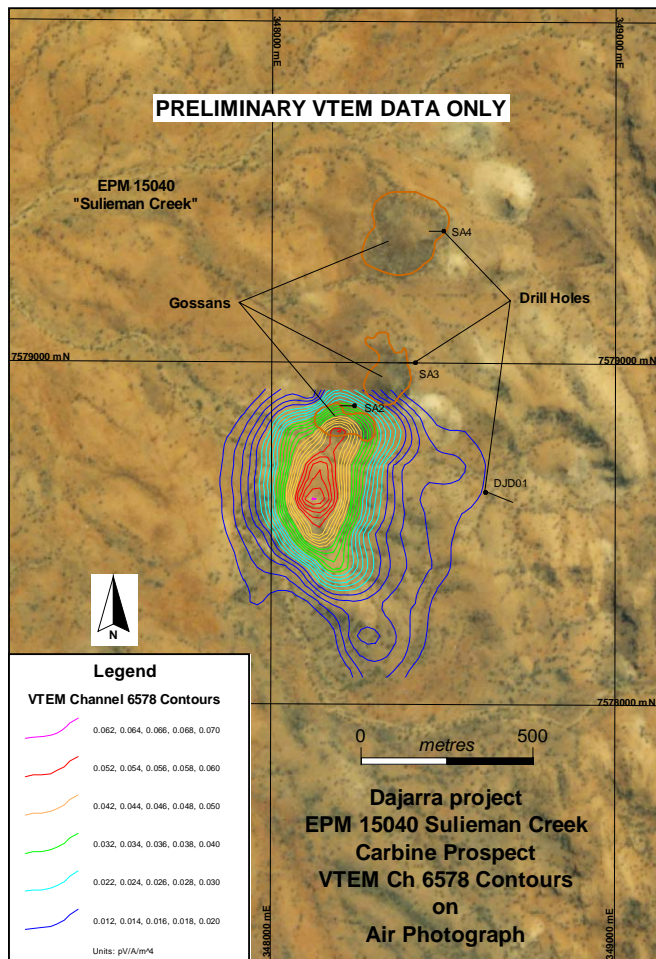 348000 mE
349000 mE
PRELIMINARY VTEM DATA ONLY
EPM 15040
"Sulieman Creek"
SA4
Gossans
Drill Holes
7579000 mN
7579000 mN
SA3
SA2
DJD01
N
Legend
VTEM Channel 6578 Contours
0.062, 0.064, 0.066, 0.068, 0.070
0.052, 0.054, 0.056, 0.058, 0.060
0.042, 0.044, 0.046, 0.048, 0.050
0.032, 0.034, 0.036, 0.038, 0.040
0.022, 0.024, 0.026, 0.028, 0.030
0.012, 0.014, 0.016, 0.018, 0.020
Units: pV/A/m^4
7578000 mN
0 metres 500
Dajarra project
EPM 15040 Sulieman Creek
Carbine Prospect
VTEM Ch 6578 Contours
on
Air Photograph
348000 mE
349000 mE